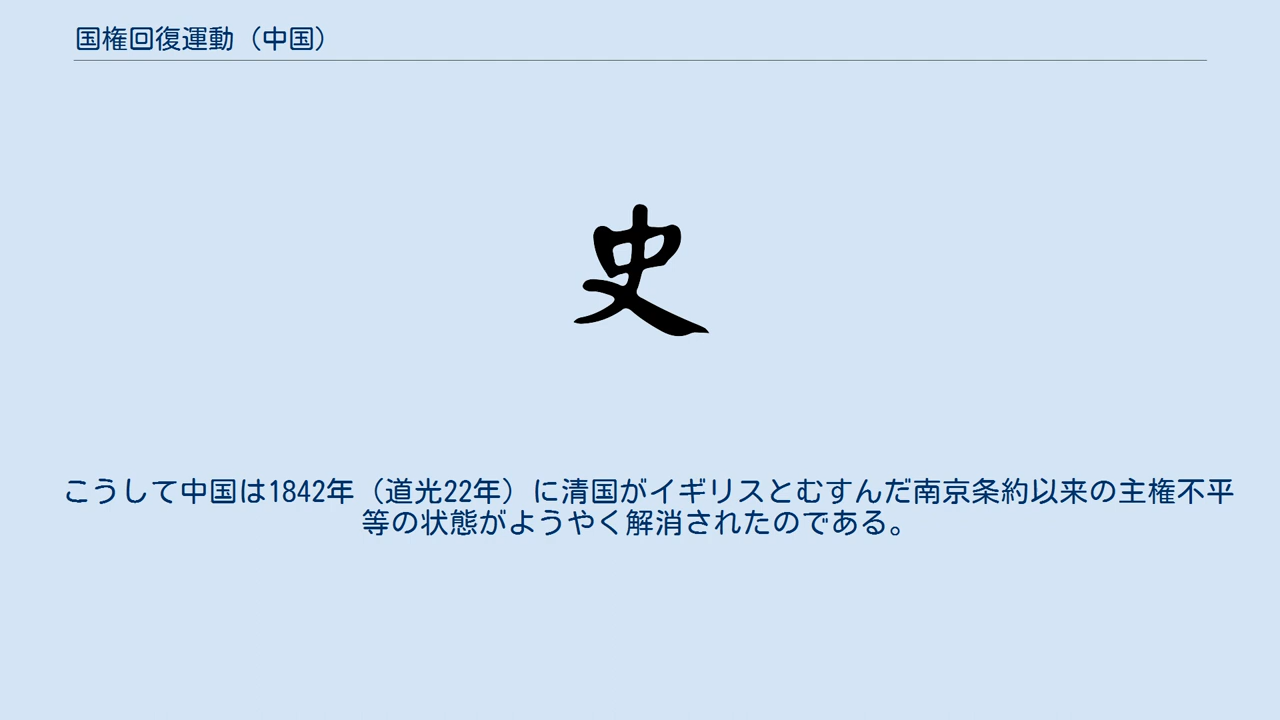 国権回復運動（中国）
史
こうして中国は1842年（道光22年）に清国がイギリスとむすんだ南京条約以来の主権不平
等の状態がようやく解消されたのである。